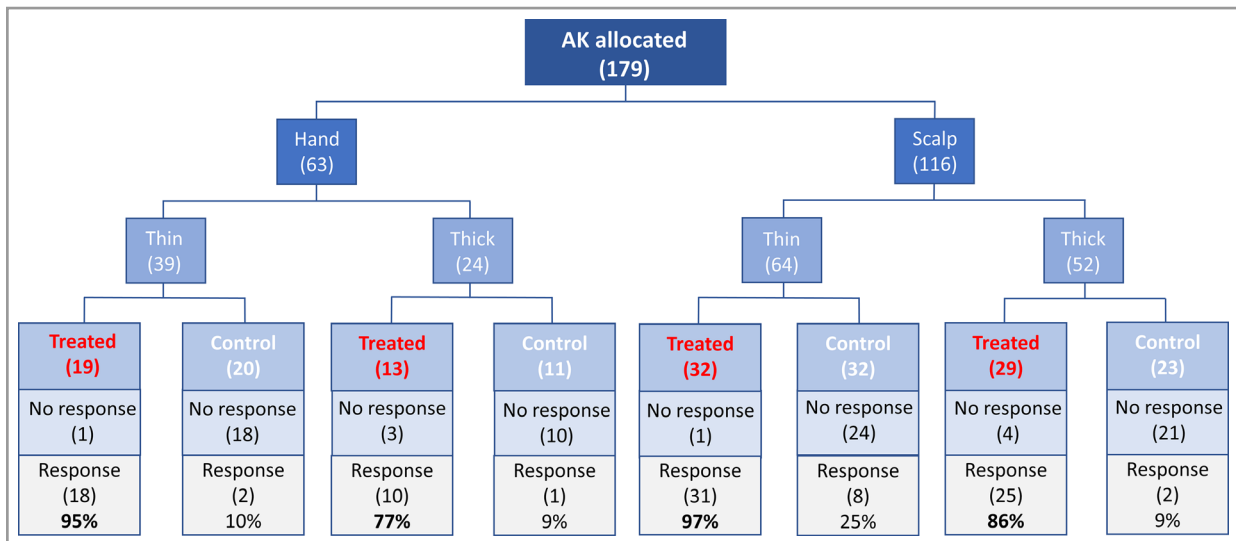 AK allocated
(179)
Hand
(63)
Scalp
(116)
Thin
(39)
Thick
(24)
Thin
(64)
Thick
(52)
Treated
(19)
Control
(20)
Treated
(13)
Control
(11)
Treated
(32)
Control
(32)
Treated
(29)
Control
(23)
No response
(1)
No response
(18)
No response
(3)
No response
(10)
No response
(1)
No response
(24)
No response
(4)
No response
(21)
Response
(18)
95%
Response
(2)
10%
Response
(10)
77%
Response
(1)
9%
Response
(31)
97%
Response
(8)
25%
Response
(25)
86%
Response
(2)
9%